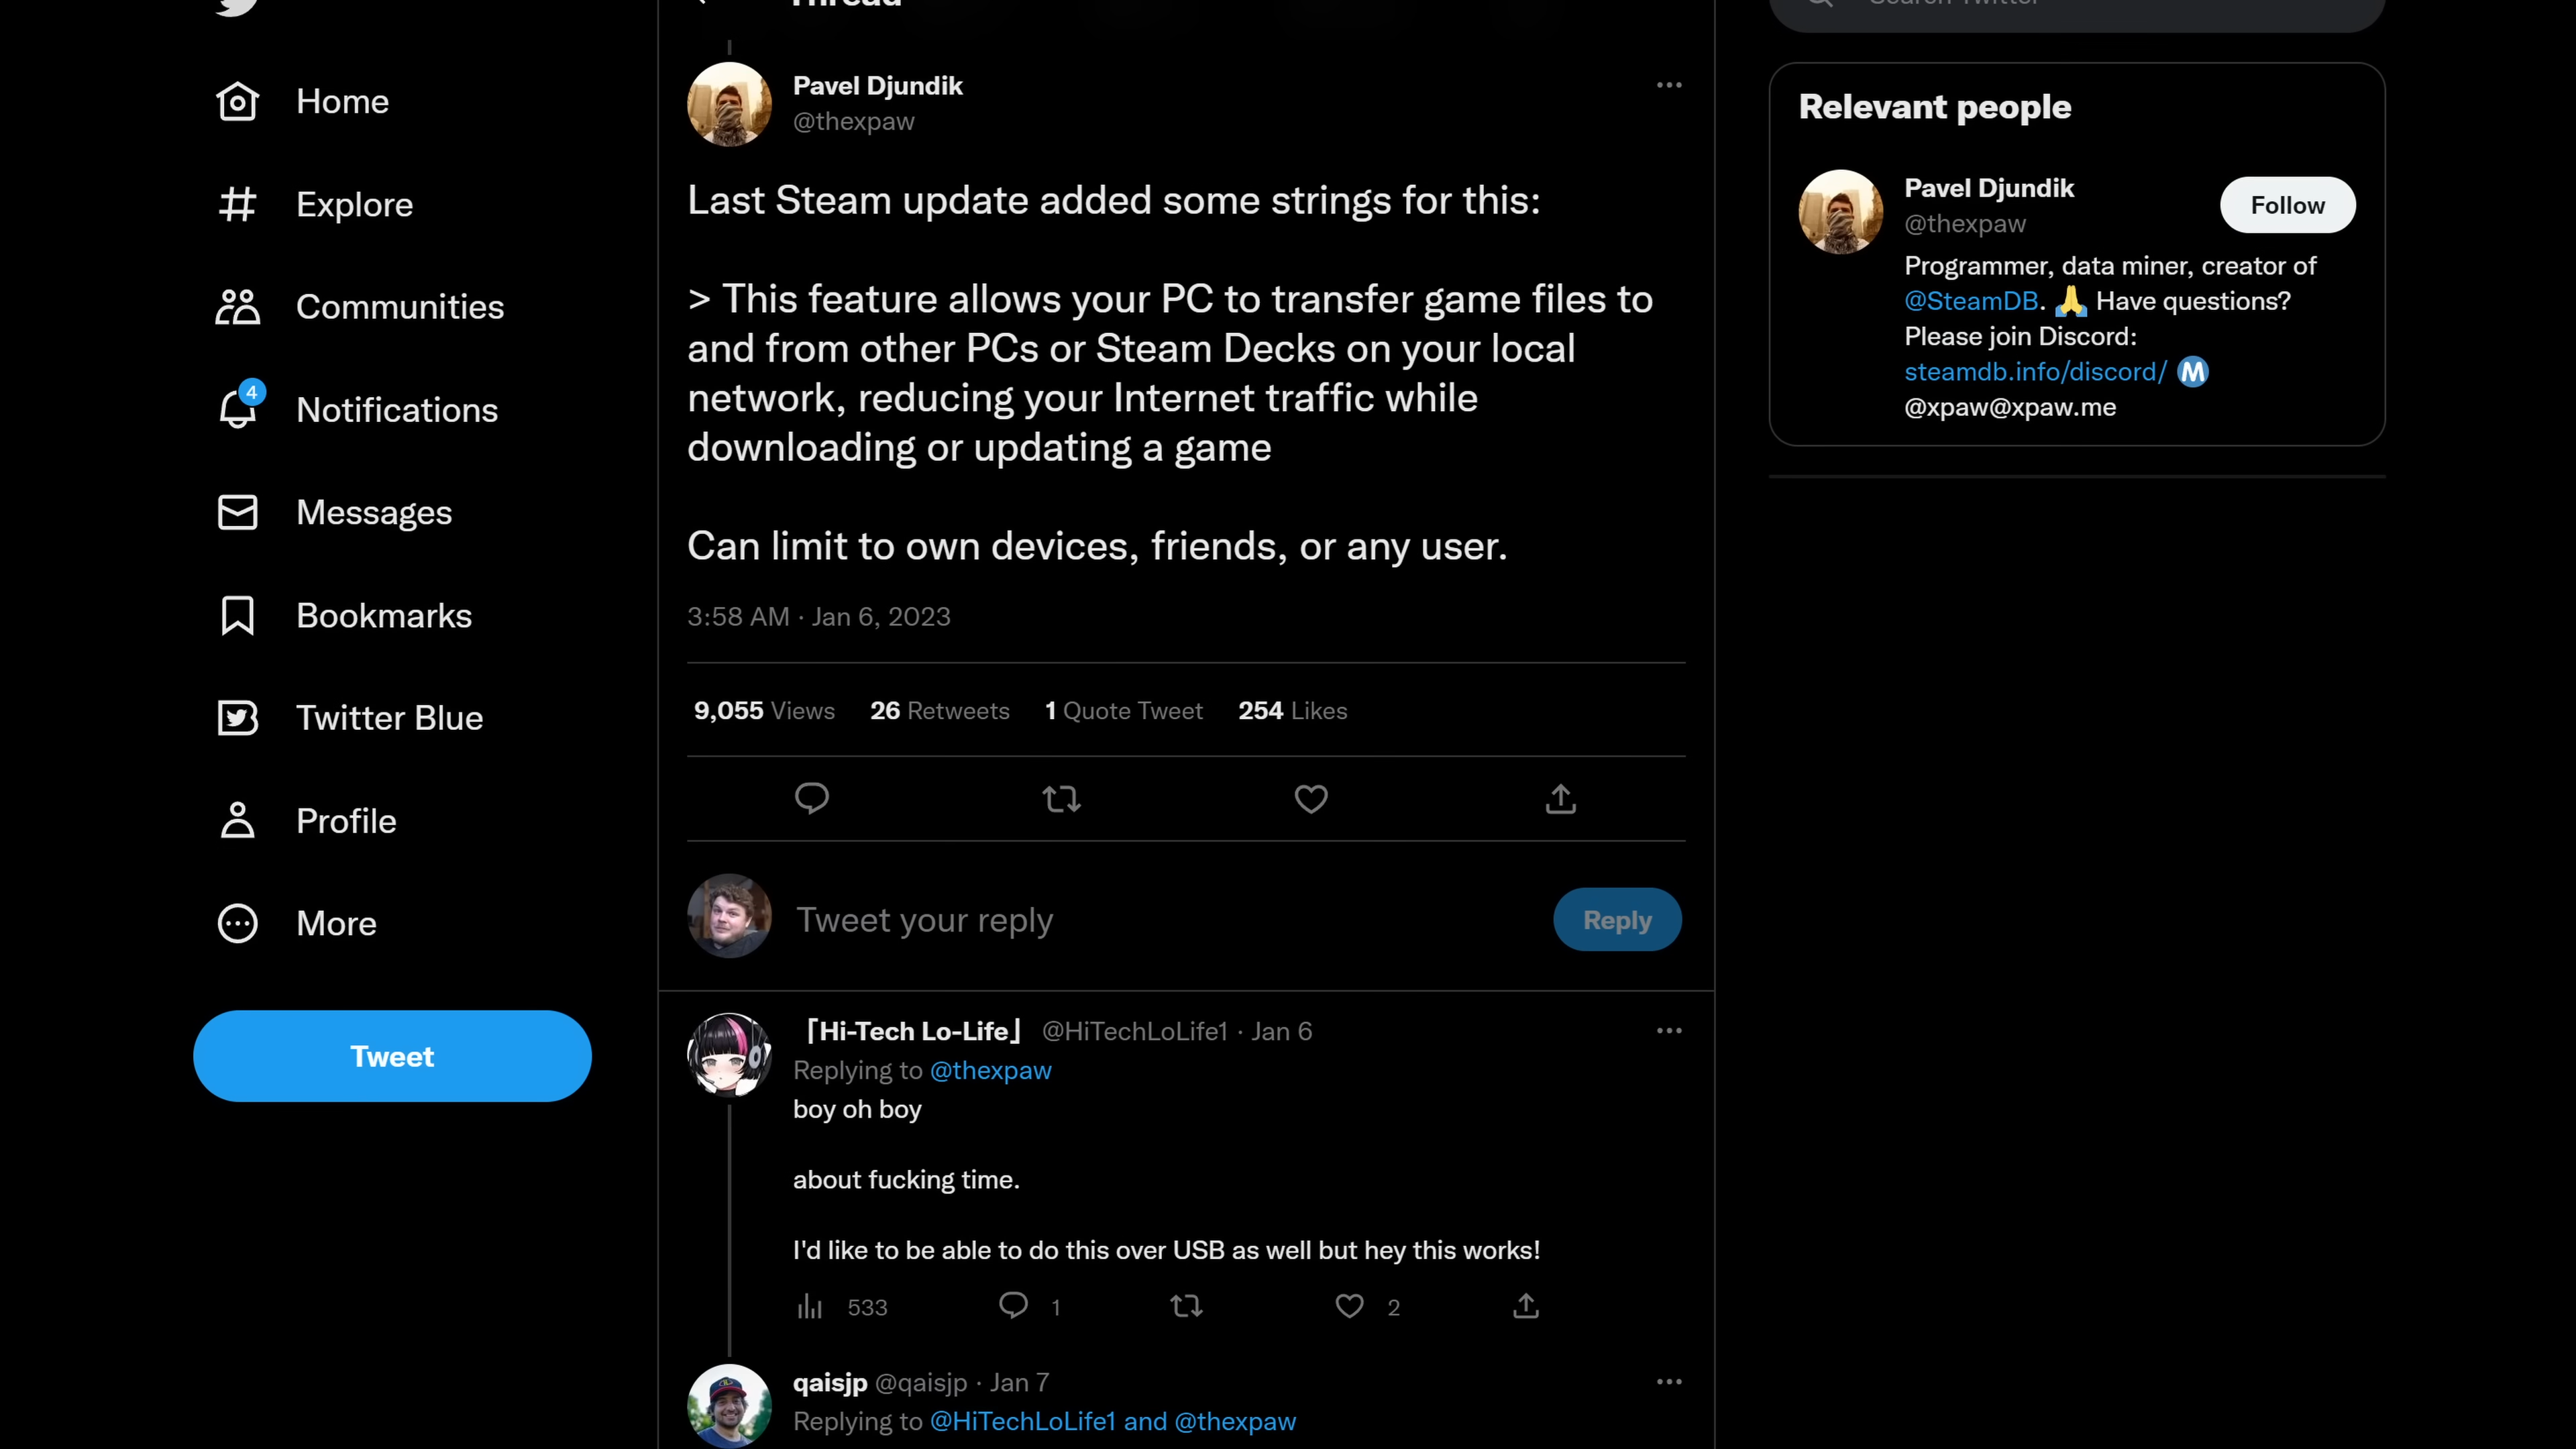 Thread
Search Twitter
Home
Explore
Communities
4
Notifications
Messages
Bookmarks
Twitter Blue
Profile
More
Tweet
Pavel Djundik
@thexpaw
Last Steam update added some strings for this:
> This feature allows your PC to transfer game files to
and from other PCs or Steam Decks on your local
network, reducing your Internet traffic while
downloading or updating a game
Can limit to own devices, friends, or any user.
3:58 AM · Jan 6, 2023
9,055 Views 26 Retweets 1 Quote Tweet 254 Likes
Tweet your reply
Reply
「Hi-Tech Lo-Life」 @HiTechLoLife1 · Jan 6
Replying to @thexpaw
boy oh boy
about fucking time.
I'd like to be able to do this over USB as well but hey this works!
533 1 2
qaisjp @qaisjp · Jan 7
Replying to @HiTechLoLife1 and @thexpaw
Relevant people
Pavel Djundik
@thexpaw
Follow
Programmer, data miner, creator of
@SteamDB. 🙏 Have questions?
Please join Discord:
steamdb.info/discord/ Ⓜ
@xpaw@xpaw.me